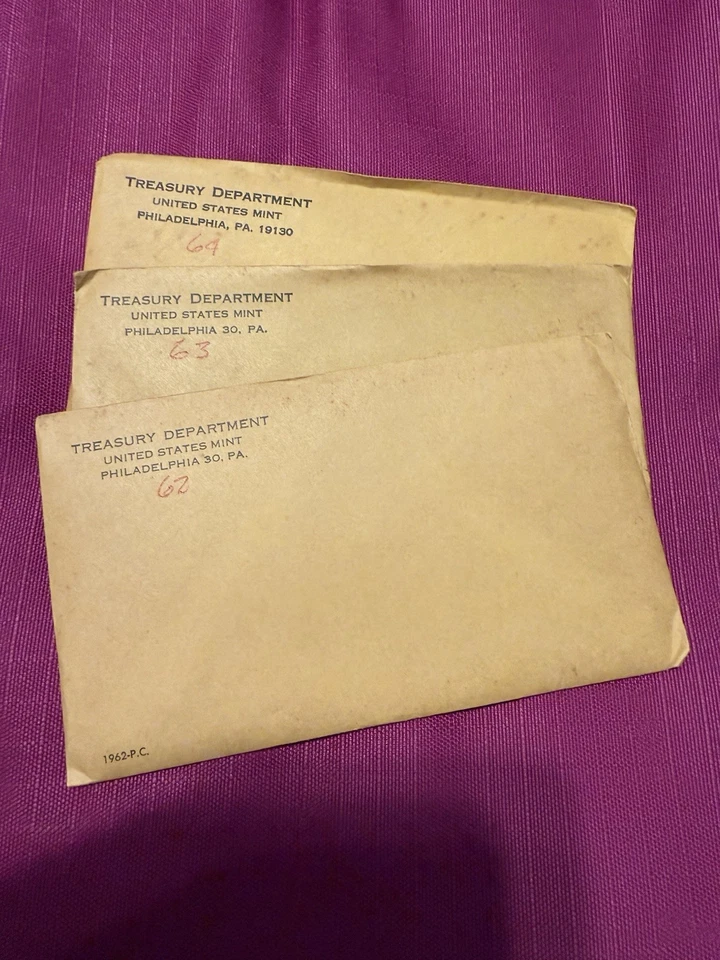 TREASURY DEPARTMENT
UNITED STATES MINT
PHILADELPHIA, PA. 19130
64
TREASURY DEPARTMENT
UNITED STATES MINT
PHILADELPHIA 30, PA.
63
TREASURY DEPARTMENT
UNITED STATES MINT
PHILADELPHIA 30, PA.
62
1962-P.C.